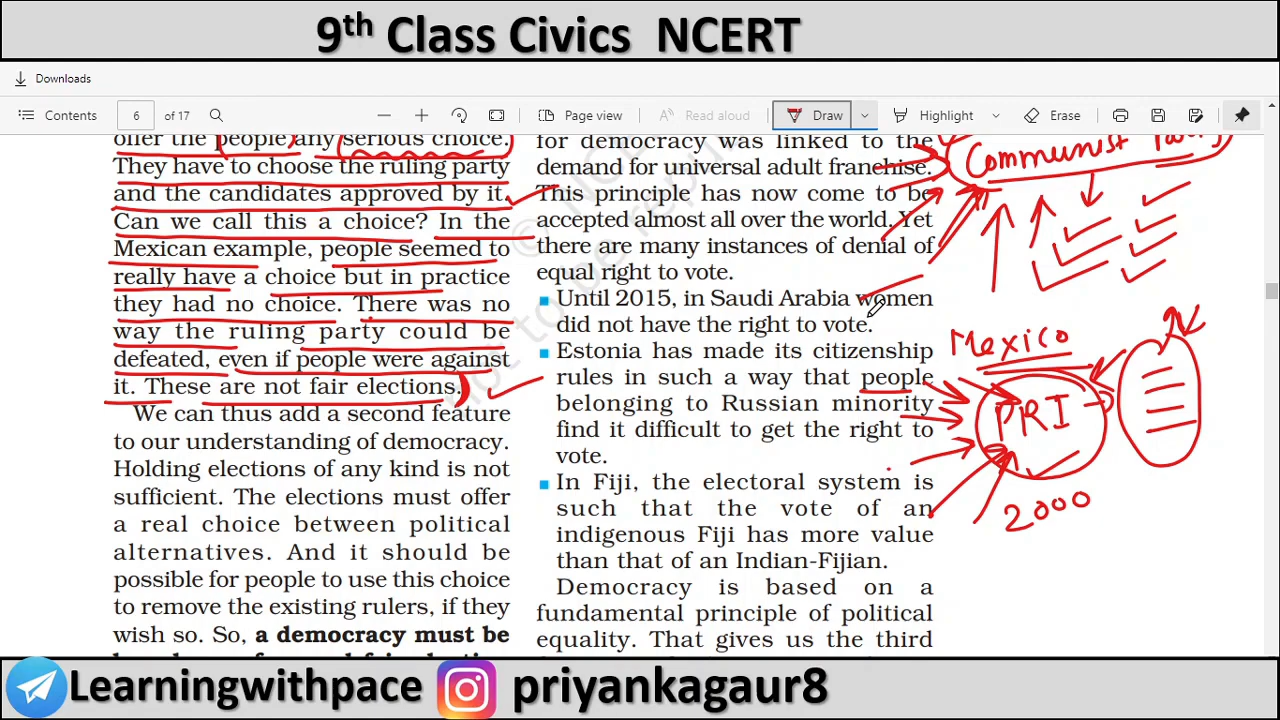 9th Class Civics NCERT
Downloads
Contents
6 of 17
Page view
Read aloud
Draw
Highlight
Erase
offer the people any serious choice.
They have to choose the ruling party
and the candidates approved by it.
Can we call this a choice? In the
Mexican example, people seemed to
really have a choice but in practice
they had no choice. There was no
way the ruling party could be
defeated, even if people were against
it. These are not fair elections.
We can thus add a second feature
to our understanding of democracy.
Holding elections of any kind is not
sufficient. The elections must offer
a real choice between political
alternatives. And it should be
possible for people to use this choice
to remove the existing rulers, if they
wish so. So, a democracy must be
for democracy was linked to the
demand for universal adult franchise.
This principle has now come to be
accepted almost all over the world. Yet
there are many instances of denial of
equal right to vote.
Until 2015, in Saudi Arabia women
did not have the right to vote.
Estonia has made its citizenship
rules in such a way that people
belonging to Russian minority
find it difficult to get the right to
vote.
In Fiji, the electoral system is
such that the vote of an
indigenous Fiji has more value
than that of an Indian-Fijian.
Democracy is based on a
fundamental principle of political
equality. That gives us the third
Communist Party
Mexico
PRI
2000
Learningwithpace
priyankagaur8